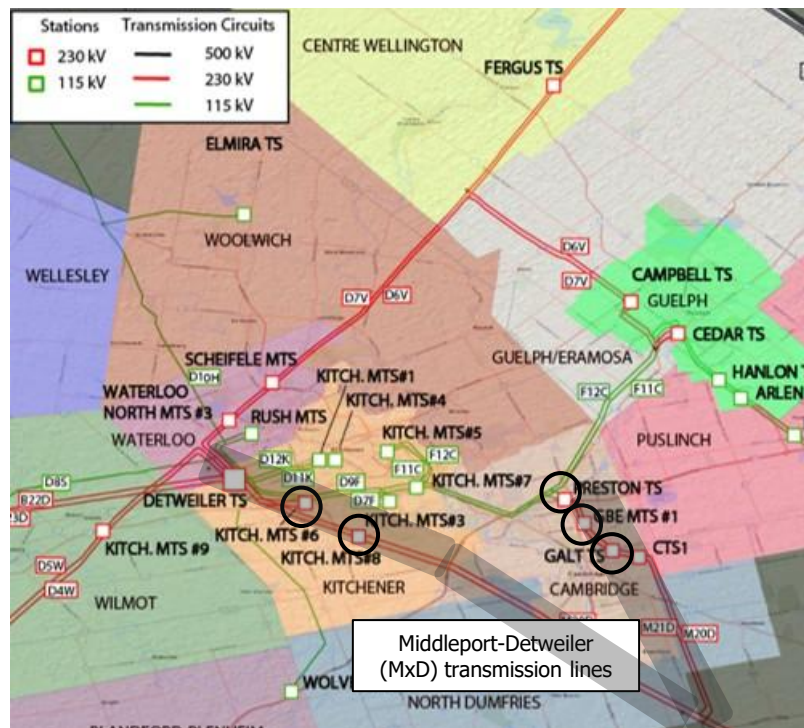 Stations Transmission Circuits
230 kV
115 kV
500 kV
230 kV
115 kV
CENTRE WELLINGTON
FERGUS TS
ELMIRA TS
WOOLWICH
WELLESLEY
D6V
D7V
CAMPBELL TS
GUELPH
D7V
D6V
CEDAR TS
SCHEIFELE MTS
GUELPH/ERAMOSA
HANLON T
ARLEN
D10H
KITCH. MTS#1
KITCH. MTS#4
WATERLOO
NORTH MTS #3
RUSH MTS
F12C
F11C
WATERLOO
KITCH. MTS#5
PUSLINCH
D12K
F12C
F11C
D8S
D11K
D9F
KITCH. MTS#7
PRESTON TS
B22D
DETWEILER TS
D7F
23D
KITCH. MTS#3
MTS #1
KITCH. MTS #6
KITCH. MTS #9
KITCH. MTS#8
GALT TS
CTS1
D5W
D4W
KITCHENER
CAMBRIDGE
WILMOT
M21D
M20D
Middleport-Detweiler
(MxD) transmission lines
WOLV
NORTH DUMFRIES